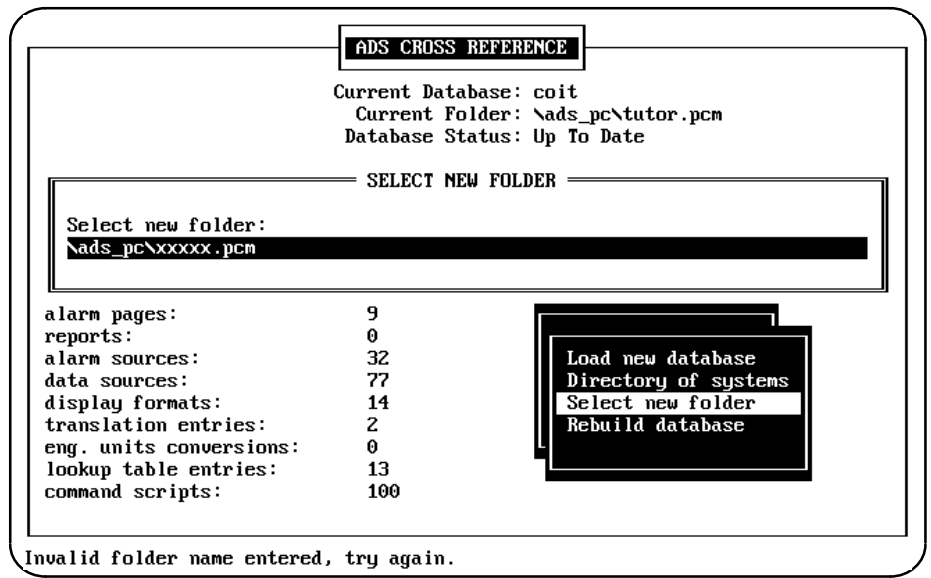 ADS CROSS REFERENCE
Current Database: coit
Current Folder: \ads_pc\tutor.pcm
Database Status: Up To Date
SELECT NEW FOLDER
Select new folder:
\ads_pc\xxxxx.pcm
alarm pages: 9
reports: 0
alarm sources: 32
data sources: 77
display formats: 14
translation entries: 2
eng. units conversions: 0
lookup table entries: 13
command scripts: 100
Load new database
Directory of systems
Select new folder
Rebuild database
Invalid folder name entered, try again.